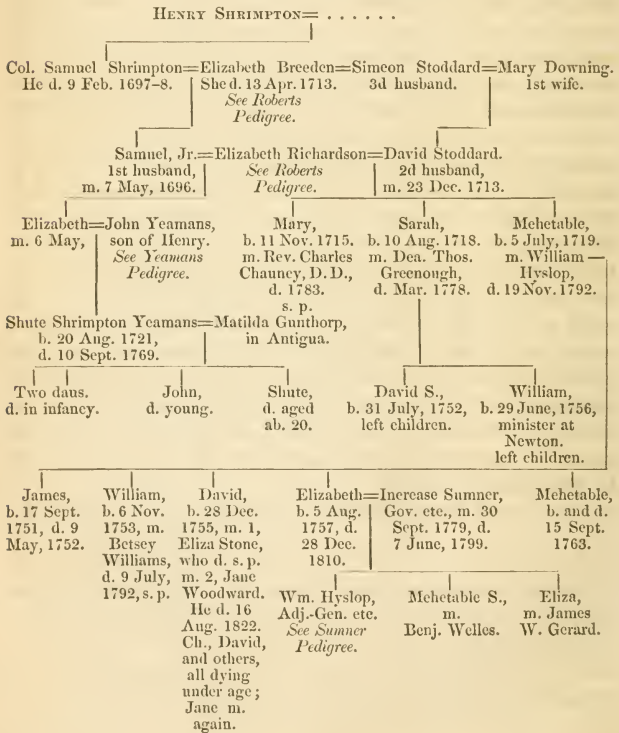 HENRY SHRIMPTON= . . . . . .
Col. Samuel Shrimpton=Elizabeth Breeden=Simeon Stoddard=Mary Downing.
He d. 9 Feb. 1697-8. She d. 13 Apr. 1713. 3d husband. 1st wife.
See Roberts
Pedigree.
Samuel, Jr.=Elizabeth Richardson=David Stoddard.
1st husband, See Roberts 2d husband,
m. 7 May, 1696. Pedigree. m. 23 Dec. 1713.
Elizabeth=John Yeamans, Mary, Sarah, Mehetable,
m. 6 May, son of Henry. b. 11 Nov. 1715. b. 10 Aug. 1718. b. 5 July, 1719.
See Yeamans m. Rev. Charles m. Dea. Thos. m. William—
Pedigree. Chauncy, D. D., Greenough, Hyslop,
d. 1783. d. Mar. 1778. d. 19 Nov. 1792.
s. p.
Shute Shrimpton Yeamans=Matilda Gunthorp,
b. 20 Aug. 1721, in Antigua.
d. 10 Sept. 1769.
Two daus. John, Shute, David S., William,
d. in infancy. d. young. d. aged b. 31 July, 1752, b. 29 June, 1756,
ab. 20. left children. minister at
Newton.
left children.
James, William, David, Elizabeth=Increase Sumner, Mehetable,
b. 17 Sept. b. 6 Nov. b. 28 Dec. b. 5 Aug. Gov. etc., m. 30 b. and d.
1751, d. 9 1753, m. 1755, m. 1, 1757, d. Sept. 1779, d. 15 Sept.
May, 1752. Betsey Eliza Stone, 28 Dec. 7 June, 1799. 1763.
Williams, who d. s. p. 1810.
d. 9 July, m. 2, Jane Wm. Hyslop, Mehetable S., Eliza,
1792, s. p. Woodward. Adj.-Gen. etc. m. m. James
He d. 16 See Sumner Benj. Welles. W. Gerard.
Aug. 1822. Pedigree.
Ch., David,
and others,
all dying
under age;
Jane m.
again.